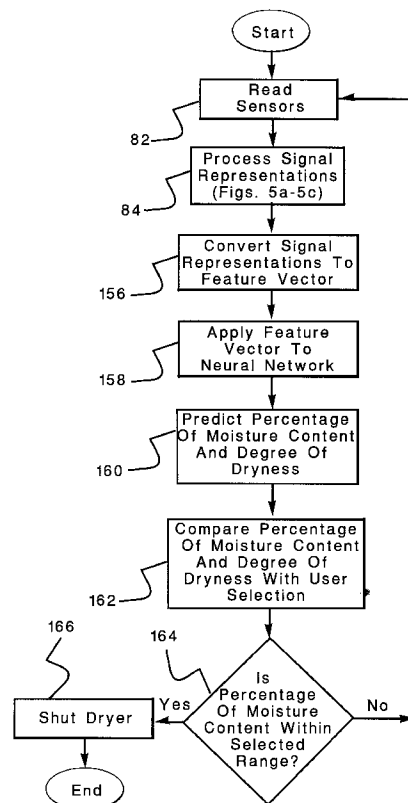 Start
Read
Sensors
82
Process Signal
Representations
(Figs. 5a-5c)
84
Convert Signal
Representations To
Feature Vector
156
Apply Feature
Vector To
Neural Network
158
Predict Percentage
Of Moisture Content
And Degree Of
Dryness
160
Compare Percentage
Of Moisture Content
And Degree Of
Dryness With User
Selection
162
166
164
Is
Percentage
Of Moisture
Content Within
Selected
Range?
Yes
No
Shut Dryer
End